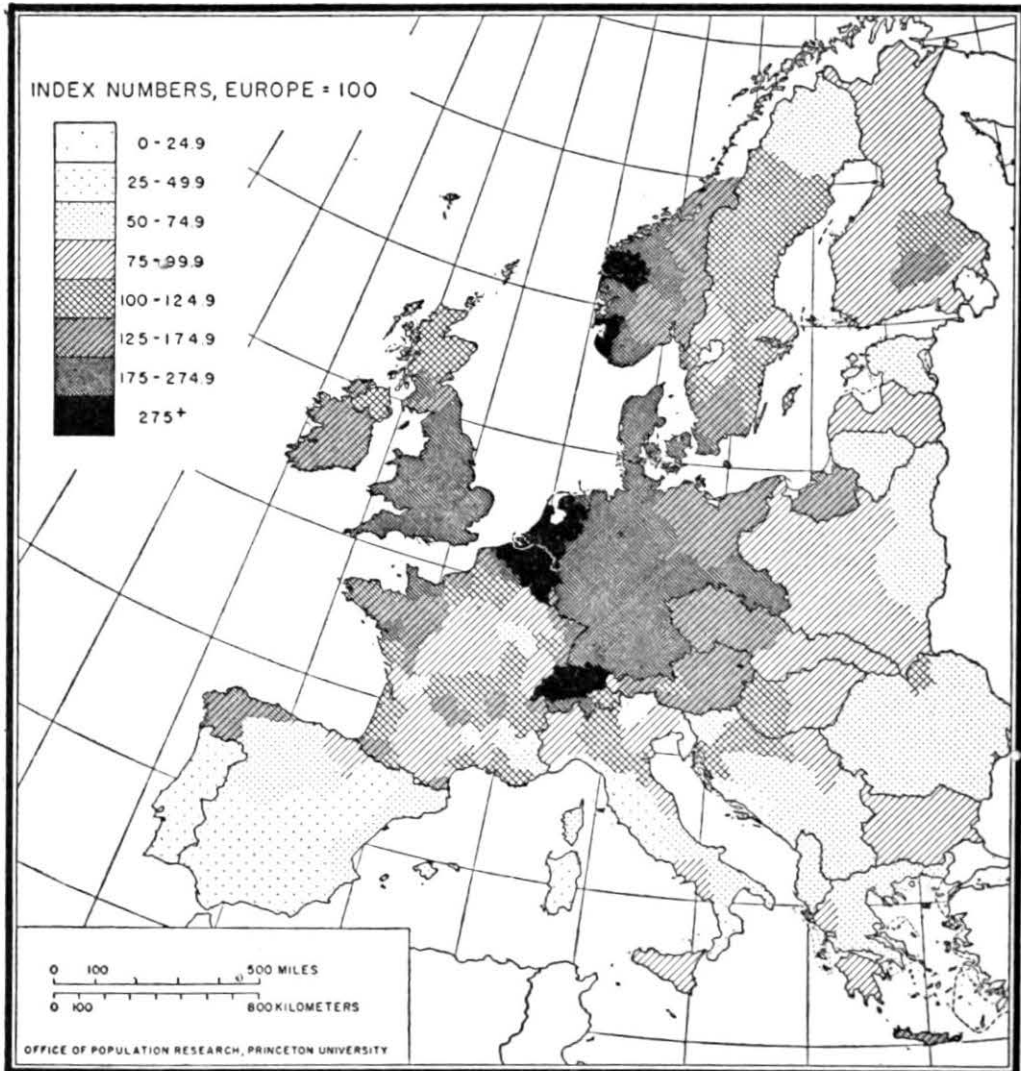 INDEX NUMBERS, EUROPE = 100
0 - 24.9
25 - 49.9
50 - 74.9
75 - 99.9
100 - 124.9
125 - 174.9
175 - 274.9
275+
0 100 500 MILES
0 100 800 KILOMETERS
OFFICE OF POPULATION RESEARCH, PRINCETON UNIVERSITY